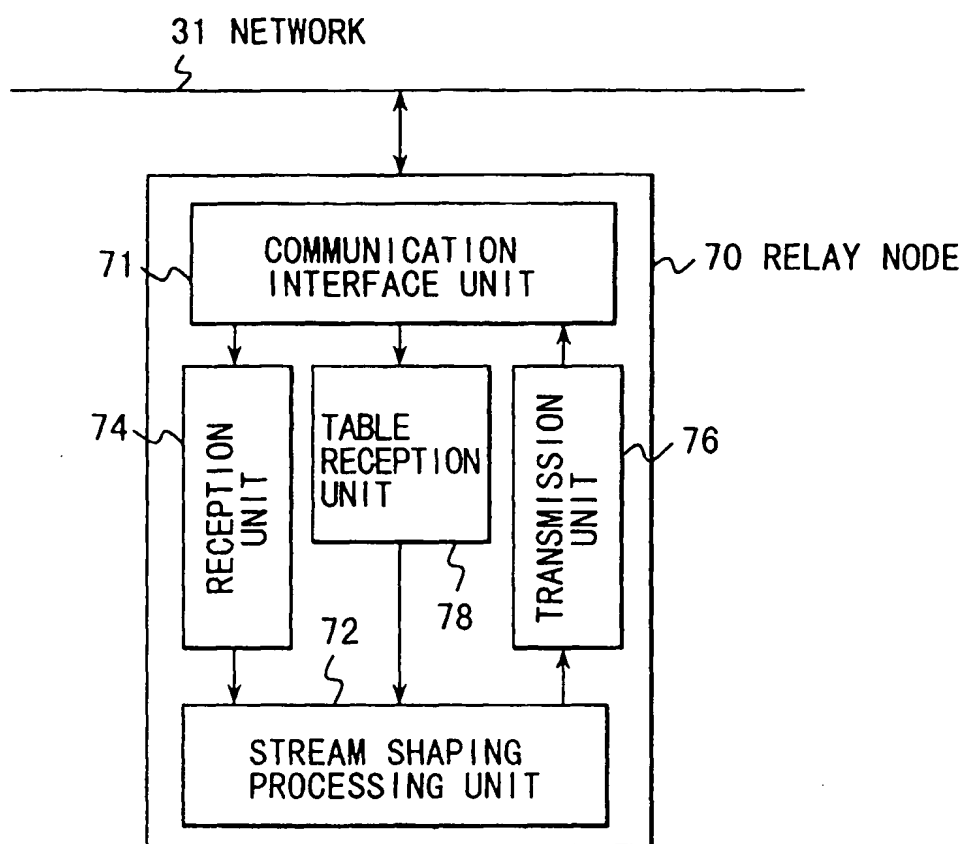 31 NETWORK
71
COMMUNICATION
INTERFACE UNIT
70 RELAY NODE
74
RECEPTION
UNIT
TABLE
RECEPTION
UNIT
78
TRANSMISSION
UNIT
76
72
STREAM SHAPING
PROCESSING UNIT